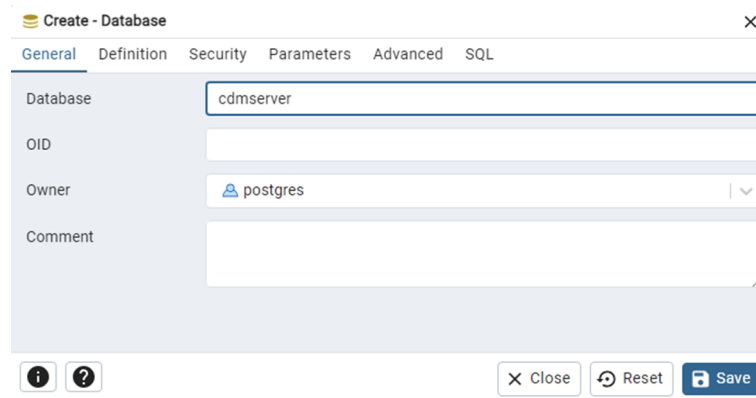 Create - Database
General Definition Security Parameters Advanced SQL
Database cdmserver
OID
Owner postgres
Comment
Close Reset Save